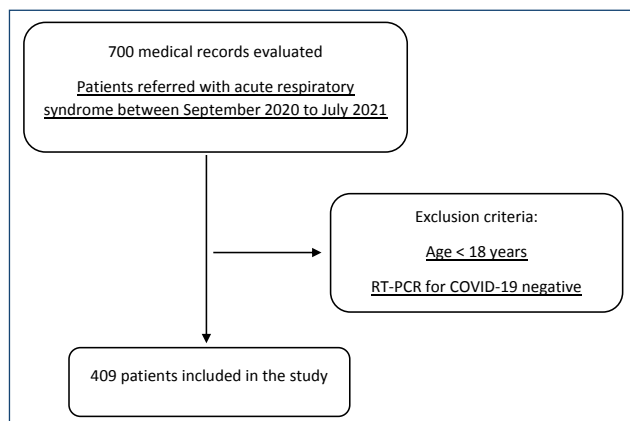 700 medical records evaluated
Patients referred with acute respiratory
syndrome between September 2020 to July 2021
Exclusion criteria:
Age < 18 years
RT-PCR for COVID-19 negative
409 patients included in the study